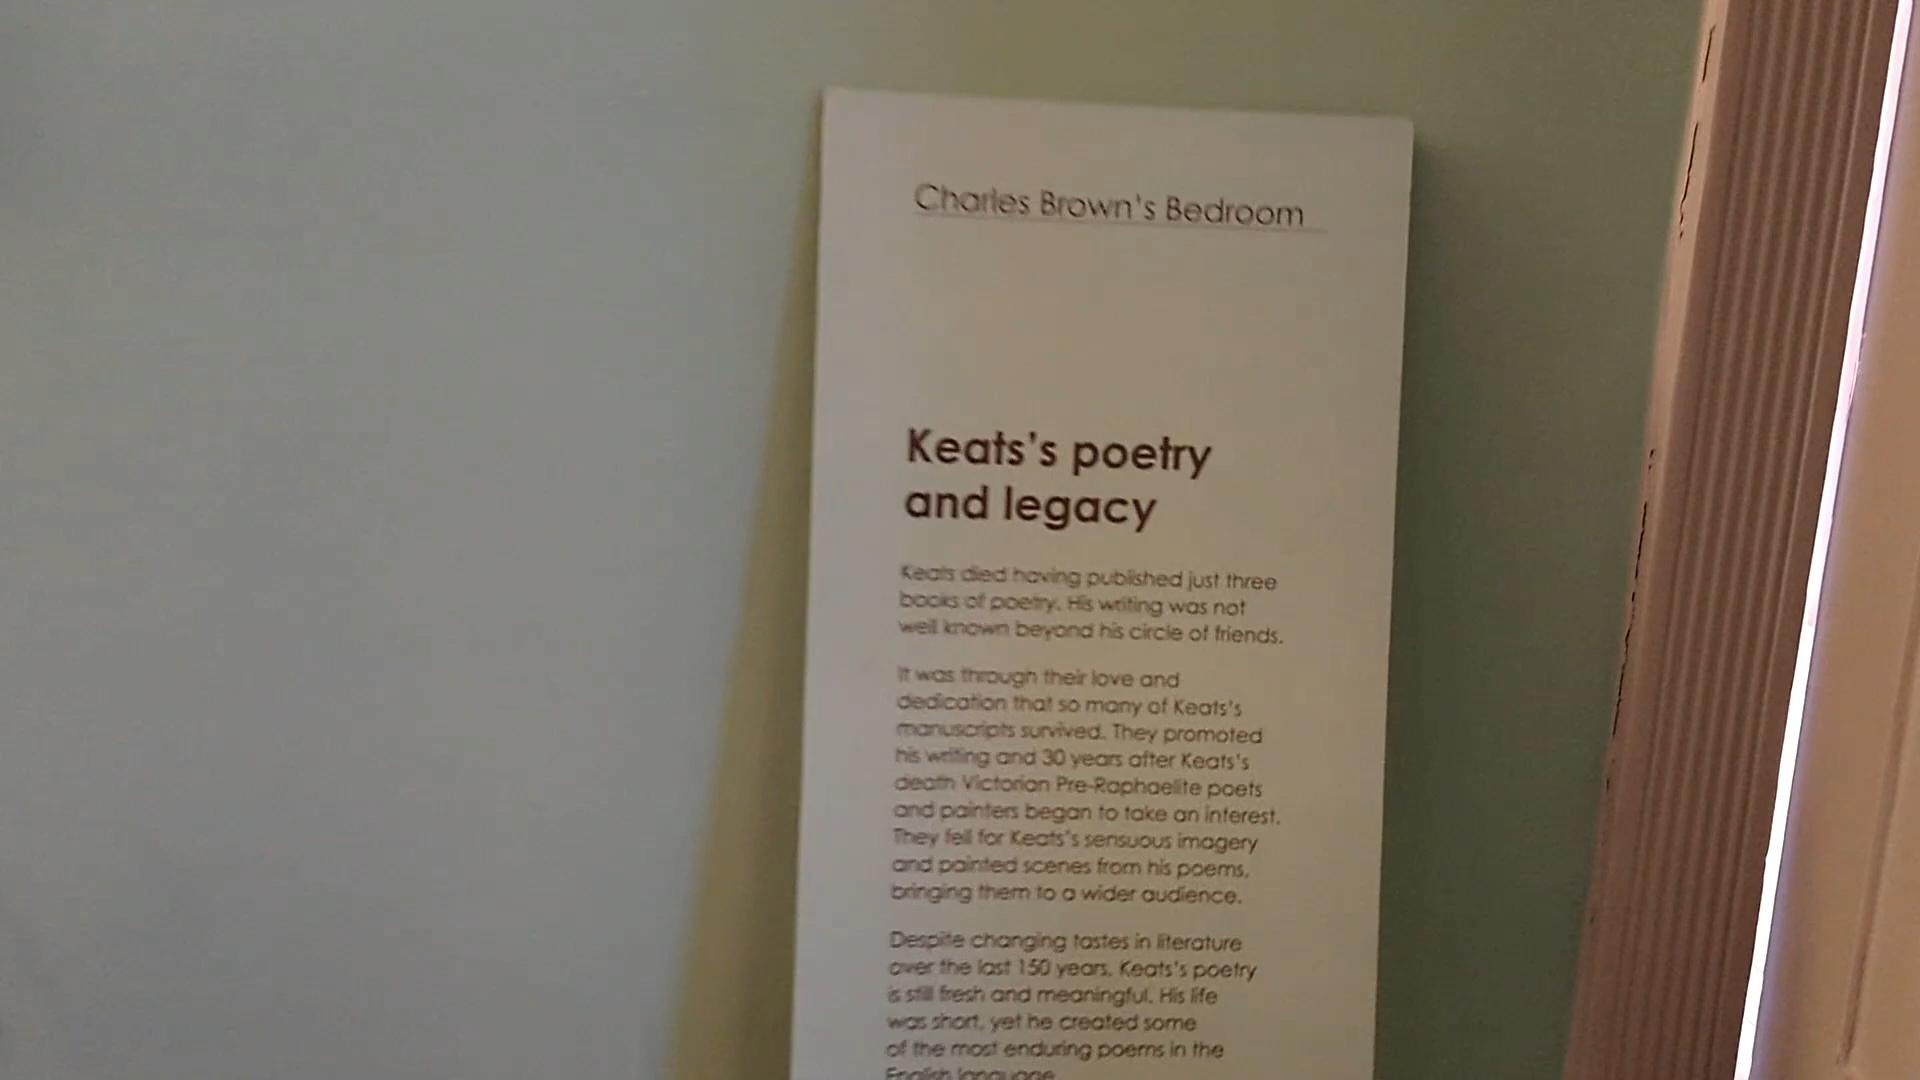 Charles Brown's Bedroom
Keats's poetry
and legacy
Keats died having published just three
books of poetry. His writing was not
well known beyond his circle of friends.
It was through their love and
dedication that so many of Keats's
manuscripts survived. They promoted
his writing and 30 years after Keats's
death Victorian Pre-Raphaelite poets
and painters began to take an interest.
They fell for Keats's sensuous imagery
and painted scenes from his poems,
bringing them to a wider audience.
Despite changing tastes in literature
over the last 150 years, Keats's poetry
is still fresh and meaningful. His life
was short, yet he created some
of the most enduring poems in the
English language